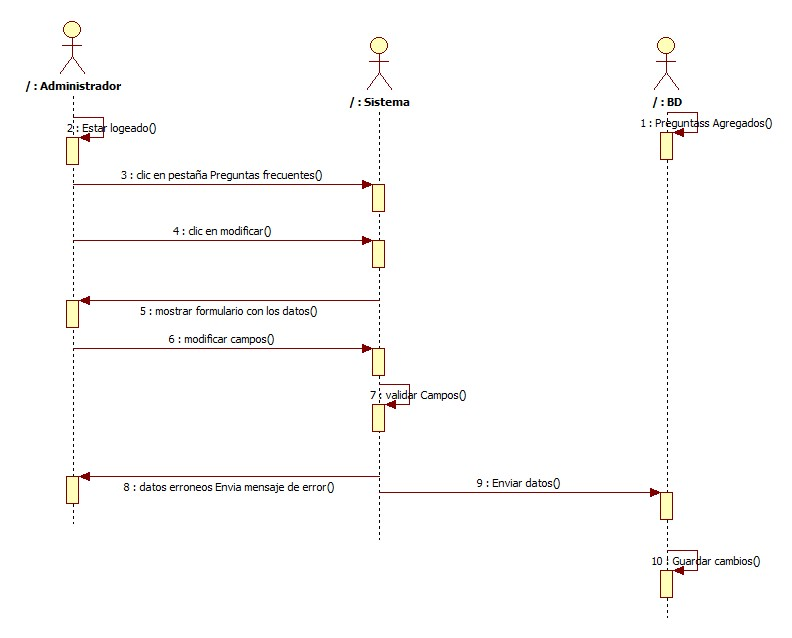 / : Administrador
/ : Sistema
/ : BD
1 : Preguntass Agregados()
2 : Estar logeado()
3 : clic en pestaña Preguntas frecuentes()
4 : clic en modificar()
5 : mostrar formulario con los datos()
6 : modificar campos()
7 : validar Campos()
8 : datos erroneos Envia mensaje de error()
9 : Enviar datos()
10 : Guardar cambios()